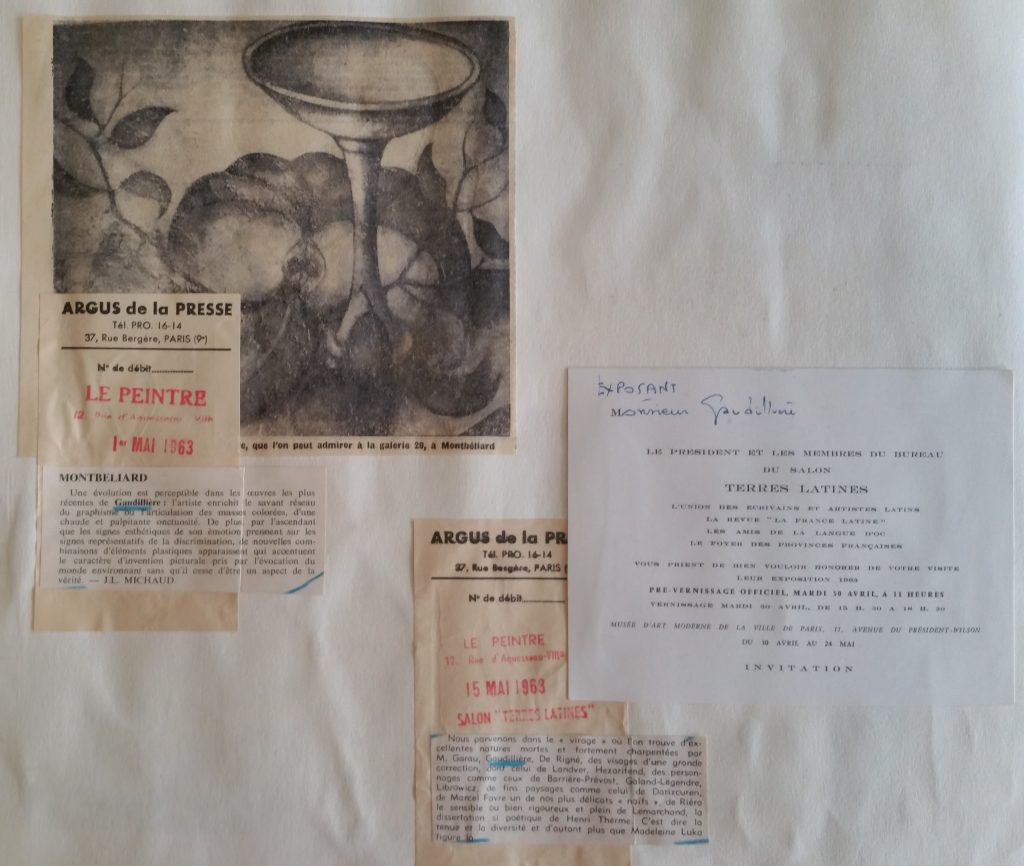 e, que l'on peut admirer à la galerie 29, à Montbéliard
ARGUS de la PRESSE
Tél. PRO. 16-14
37, Rue Bergère, PARIS (9e)
N° de débit............
LE PEINTRE
12, Rue d'Aguesseau VIIIe
1er MAI 1963
MONTBELIARD
Une évolution est perceptible dans les œuvres les plus
récentes de Gaudillière : l'artiste enrichit le savant réseau
du graphisme ou l'articulation des masses colorées, d'une
chaude et palpitante onctuosité. De plus par l'ascendant
que les signes esthétiques de son émotion prennent sur les
signes représentatifs de la discrimination, de nouvelles com-
binaisons d'éléments plastiques apparaissent qui accentuent
le caractère d'invention picturale pris par l'évocation du
monde environnant sans qu'il cesse d'être un aspect de la
vérité. — J.L. MICHAUD.
ARGUS de la PR
Tél. PRO. 16-14
37, Rue Bergère, PARIS (
N° de débit............
LE PEINTRE
12, Rue d'Aguesseau-VIIIe
15 MAI 1963
SALON "TERRES LATINES"
Nous parvenons dans le « virage » où l'on trouve d'ex-
cellentes natures mortes et fortement charpentées par
M. Garau, Gaudillière, De Rigné, des visages d'une grande
correction, dont celui de Landver, Hezarifend, des person-
nages comme ceux de Barrière-Prévost, Galand-Legendre,
Librowicz, de fins paysages comme celui de Darizcuren,
de Marcel Favre un de nos plus délicats « naïfs », de Riéra
le sensible ou bien rigoureux et plein de Lemarchand, la
dissertation si poétique de Henri Therme. C'est dire la
tenue et la diversité et d'autant plus que Madeleine Luka
figure là.
EXPOSANT
Monsieur Gaudillière
LE PRESIDENT ET LES MEMBRES DU BUREAU
DU SALON
TERRES LATINES
L'UNION DES ECRIVAINS ET ARTISTES LATINS
LA REVUE "LA FRANCE LATINE"
LES AMIS DE LA LANGUE D'OC
LE FOYER DES PROVINCES FRANÇAISES
VOUS PRIENT DE BIEN VOULOIR HONORER DE VOTRE VISITE
LEUR EXPOSITION 1963
PRE-VERNISSAGE OFFICIEL, MARDI 30 AVRIL, A 11 HEURES
VERNISSAGE MARDI 30 AVRIL, DE 15 H. 30 A 18 H. 30
MUSÉE D'ART MODERNE DE LA VILLE DE PARIS, 11, AVENUE DU PRÉSIDENT-WILSON
DU 30 AVRIL AU 24 MAI
INVITATION